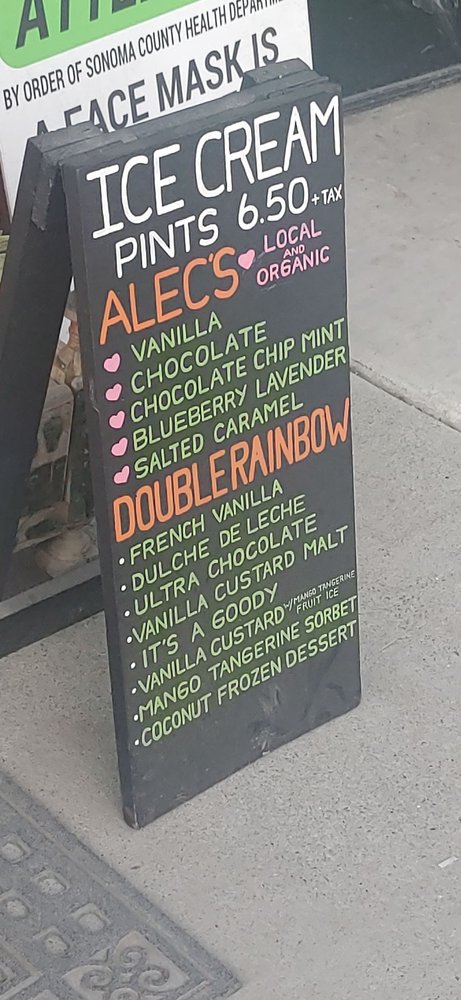 BY ORDER OF SONOMA COUNTY HEALTH
A FACE MASK IS
ICE CREAM
PINTS 6.50 + TAX
ALEC'S LOCAL
AND
ORGANIC
VANILLA
CHOCOLATE
CHOCOLATE CHIP MINT
BLUEBERRY LAVENDER
SALTED CARAMEL
DOUBLE RAINBOW
• FRENCH VANILLA
• DULCHE DE LECHE
• ULTRA CHOCOLATE
• VANILLA CUSTARD MALT
• IT'S A GOODY
• VANILLA CUSTARD W/ MANGO TANGERINE
FRUIT ICE
• MANGO TANGERINE SORBET
• COCONUT FROZEN DESSERT